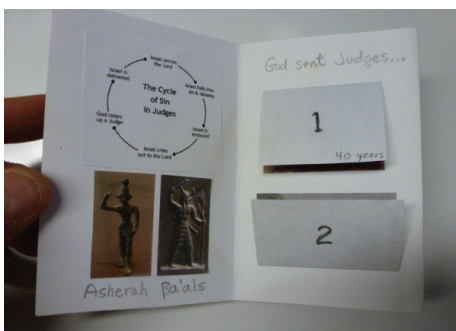 Israel serves
the Lord
Israel falls into
sin & idolatry
Israel is
enslaved
Israel cries
out to the Lord
God raises
up a Judge
Israel is
delivered
The Cycle
of Sin
in Judges
Asherah Ba'als
God sent Judges...
1
40 years
2